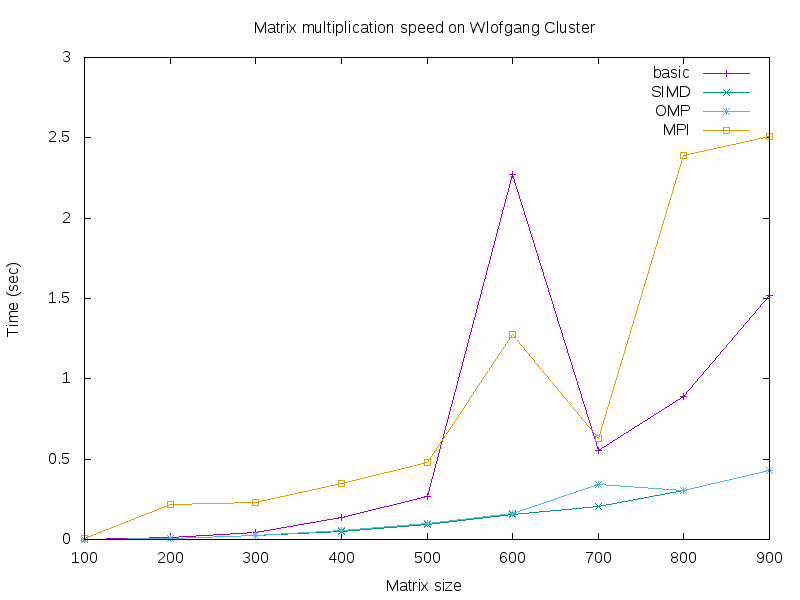 Matrix multiplication speed on Wlofgang Cluster
3
2.5
2
1.5
1
0.5
0
basic
SIMD
OMP
MPI
Time (sec)
100 200 300 400 500 600 700 800 900
Matrix size